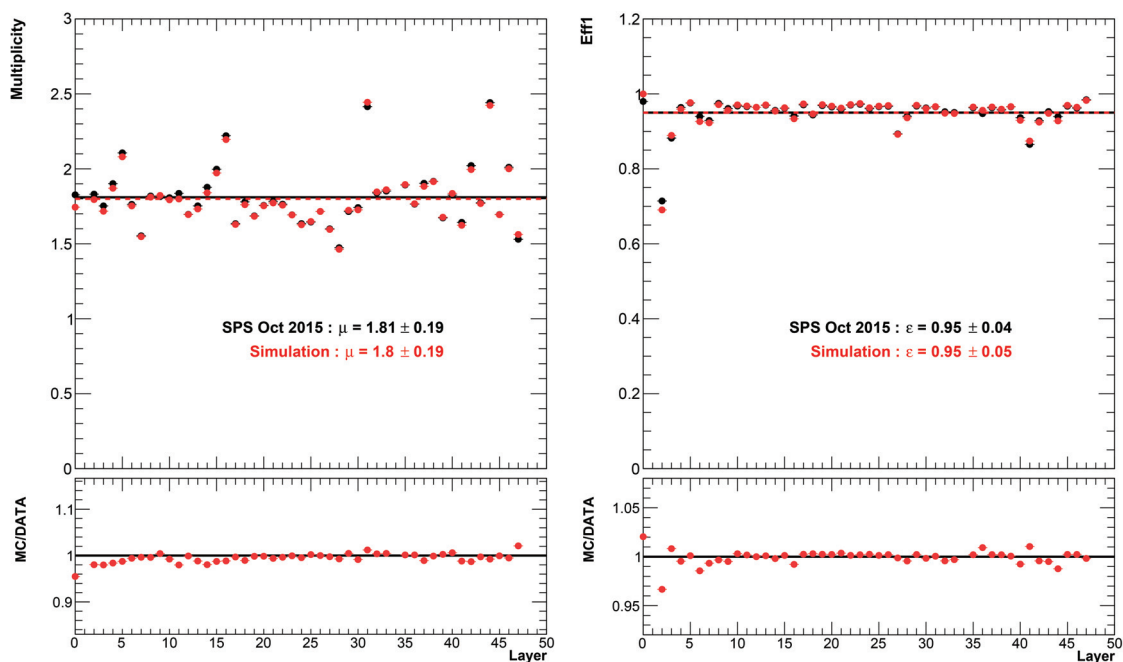 Multiplicity
3
2.5
2
1.5
1
0.5
0
SPS Oct 2015 : μ = 1.81 ± 0.19
Simulation : μ = 1.8 ± 0.19
MC/DATA
1.1
1
0.9
0 5 10 15 20 25 30 35 40 45 50
Layer
Eff1
1.2
1
0.8
0.6
0.4
0.2
0
SPS Oct 2015 : ε = 0.95 ± 0.04
Simulation : ε = 0.95 ± 0.05
MC/DATA
1.05
1
0.95
0 5 10 15 20 25 30 35 40 45 50
Layer